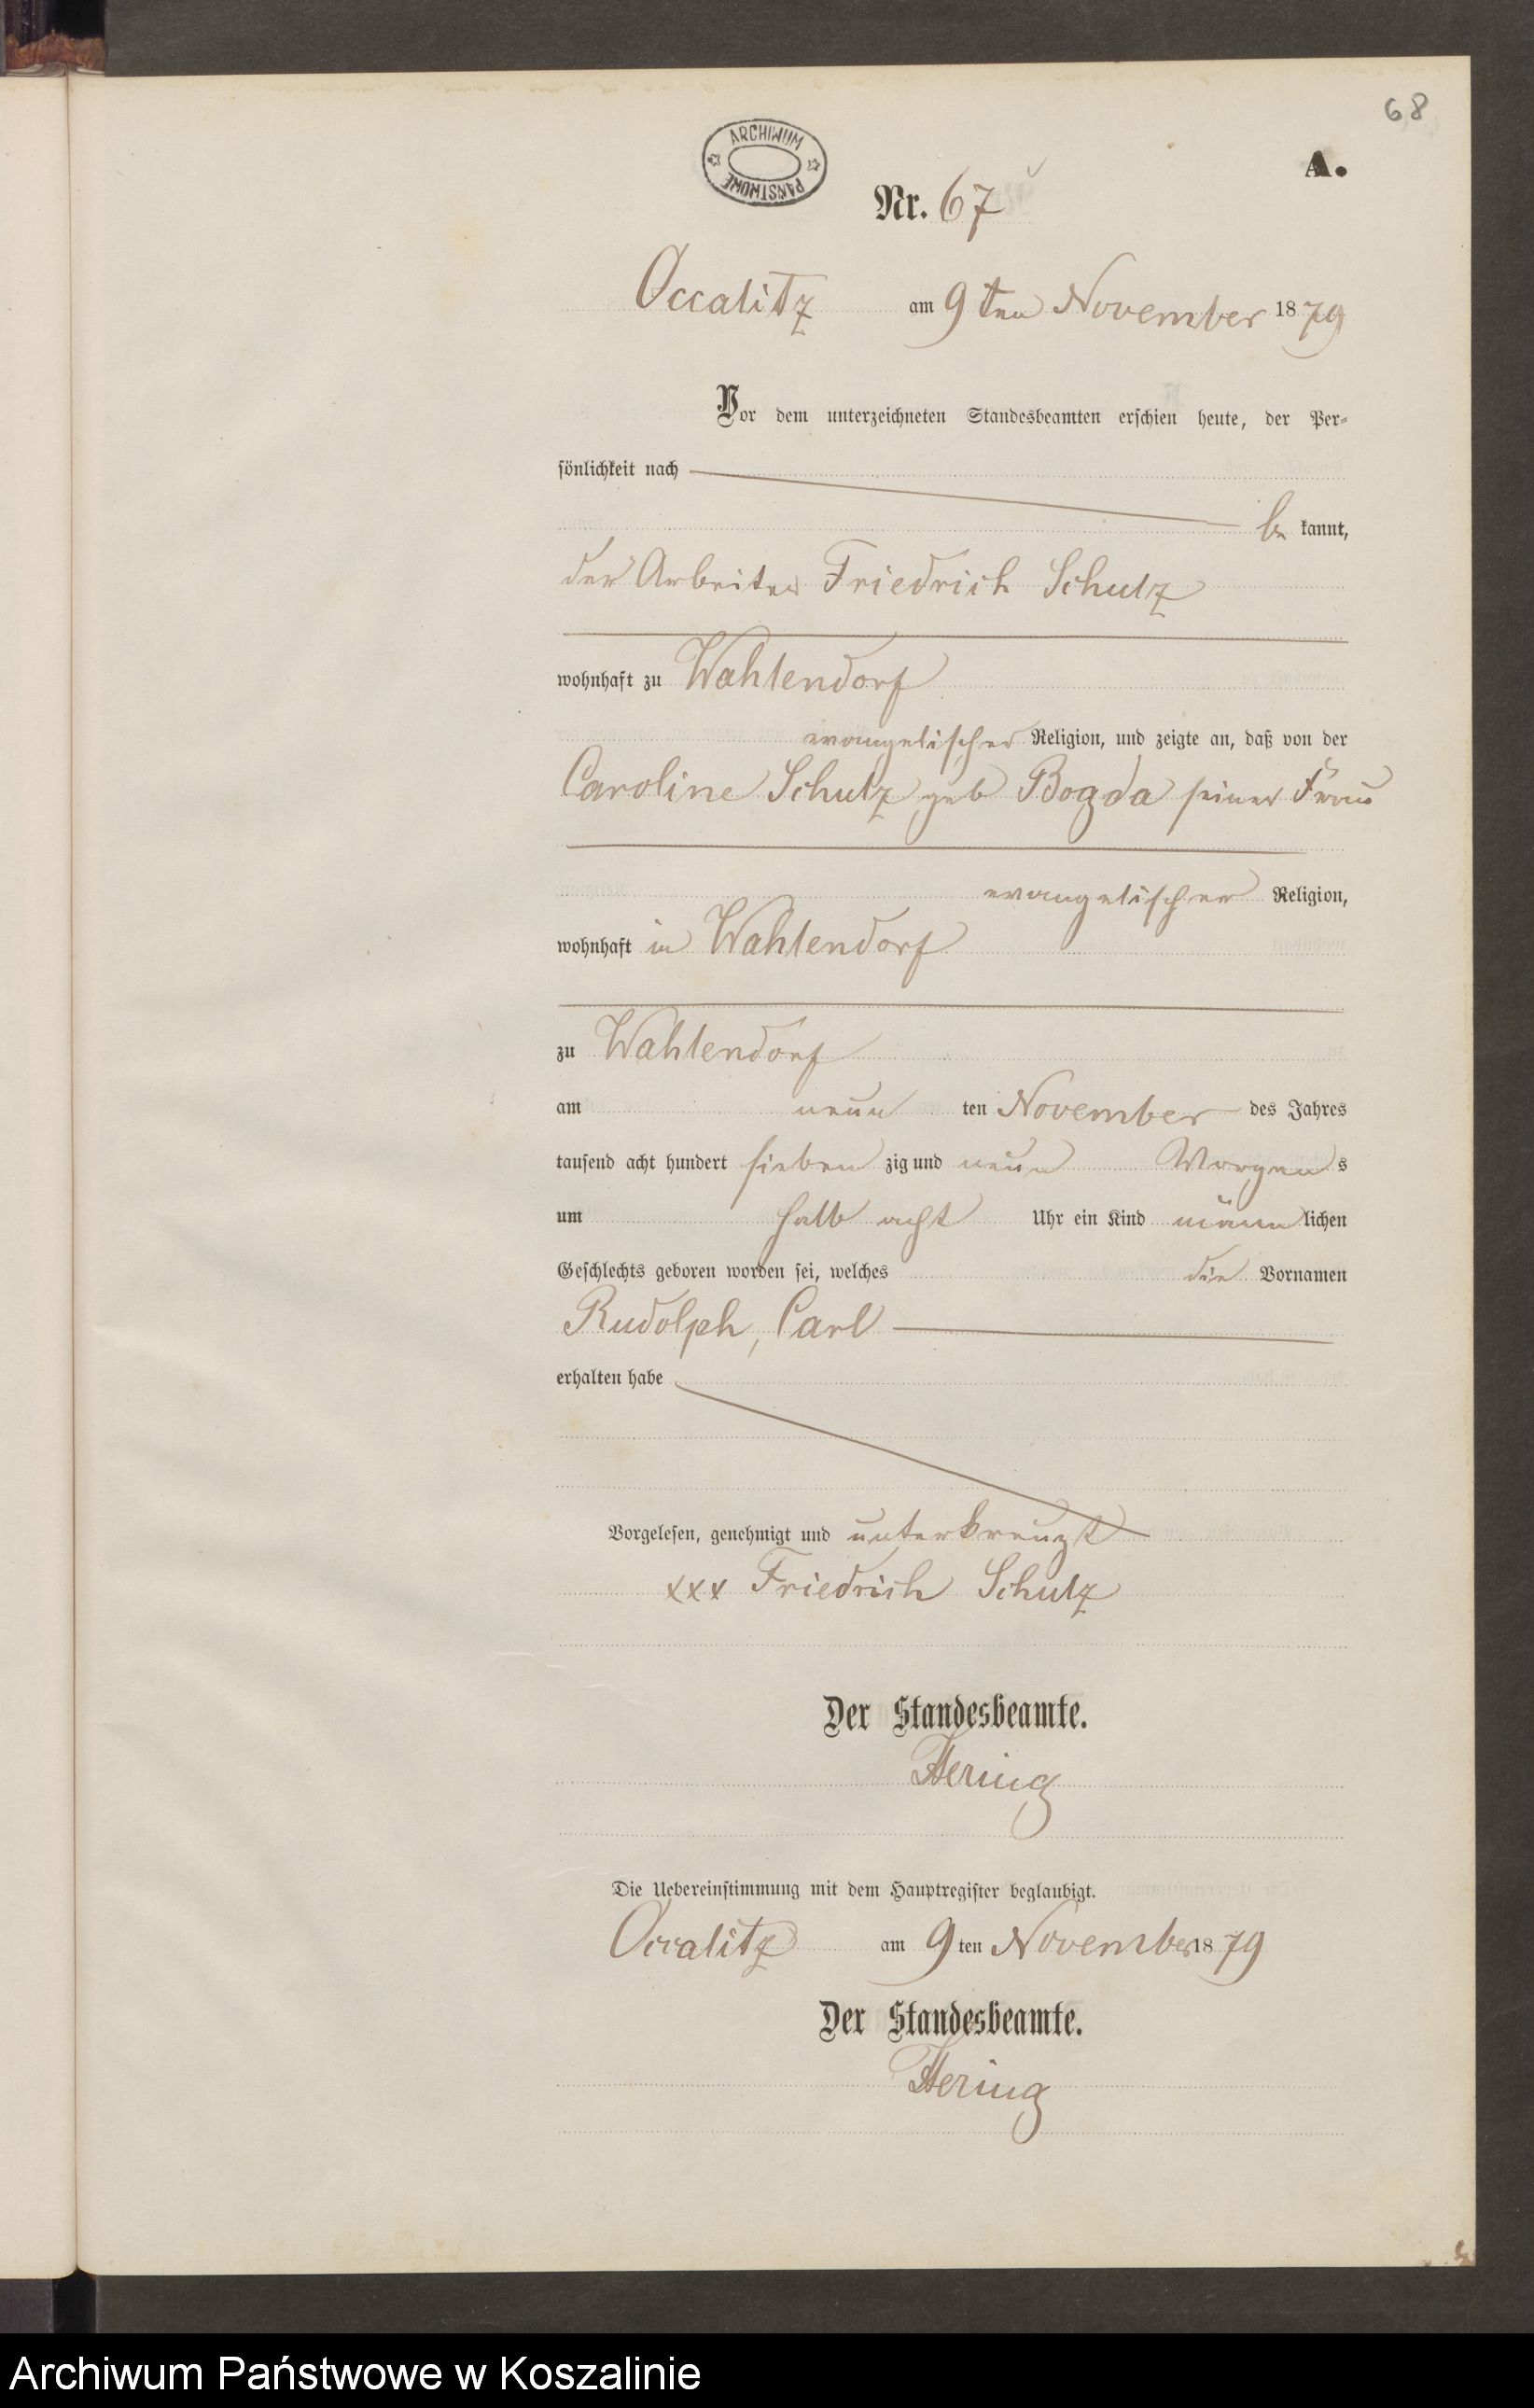 68
ARCHIWUM PAŃSTWOWE
A.
Nr. 67
Occalitz am 9ten November 1879
Vor dem unterzeichneten Standesbeamten erschien heute, der Per-
sönlichkeit nach
be kannt,
der Arbeiter Friedrich Schulz
wohnhaft zu Wahlendorf
evangelischer Religion, und zeigte an, daß von der
Caroline Schulz geb Bogda seiner Frau
evangelischer Religion,
wohnhaft in Wahlendorf
zu Wahlendorf
am neun ten November des Jahres
tausend acht hundert sieben zig und neun Morgens
um halb acht Uhr ein Kind männlichen
Geschlechts geboren worden sei, welches die Vornamen
Rudolph, Carl
erhalten habe
Vorgelesen, genehmigt und unterkreuzt
xxx Friedrich Schulz
Der Standesbeamte.
Hering
Die Uebereinstimmung mit dem Hauptregister beglaubigt.
Occalitz am 9ten November 1879
Der Standesbeamte.
Hering
Archiwum Państwowe w Koszalinie